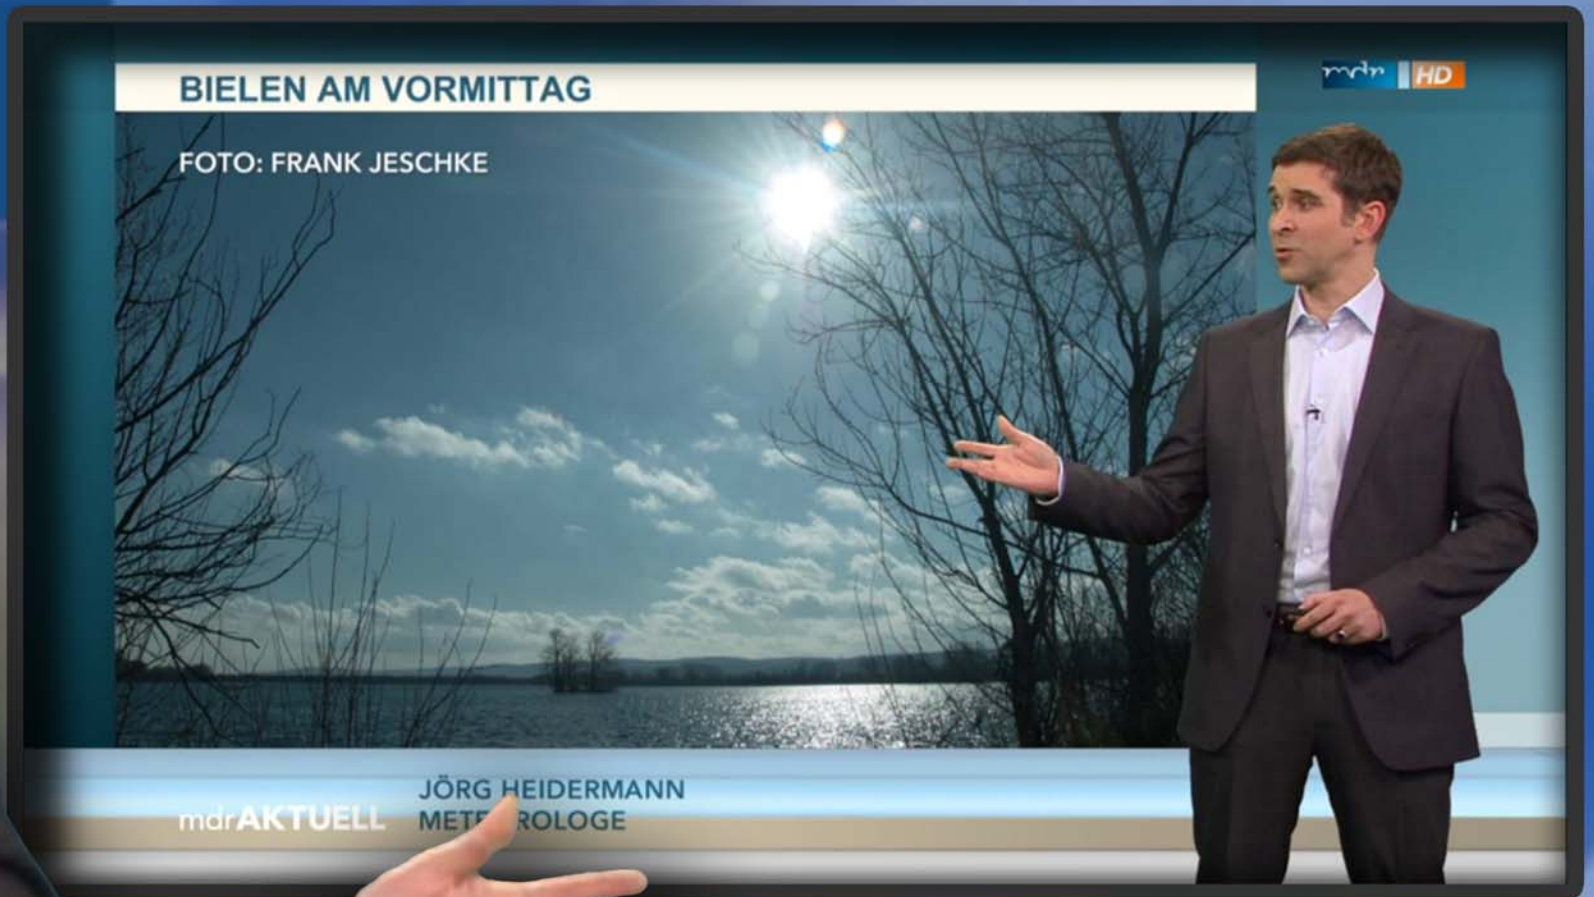 BIELEN AM VORMITTAG
mdr HD
FOTO: FRANK JESCHKE
JÖRG HEIDERMANN
mdrAKTUELL